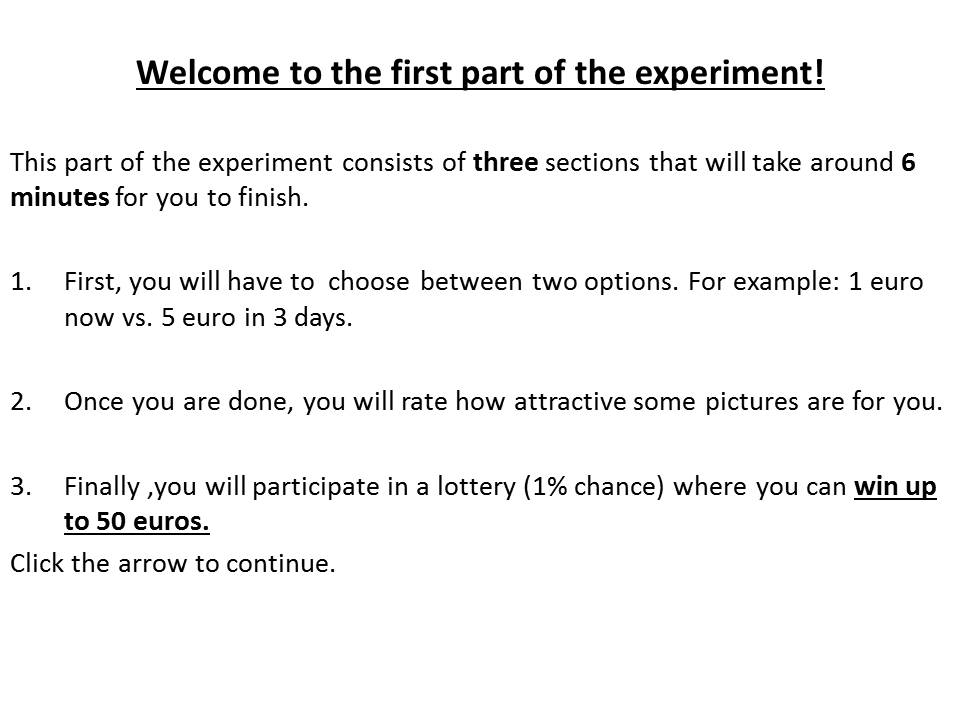 Welcome to the first part of the experiment!
This part of the experiment consists of three sections that will take around 6
minutes for you to finish.
1. First, you will have to  choose between two options. For example: 1 euro
now vs. 5 euro in 3 days.
2. Once you are done, you will rate how attractive some pictures are for you.
3. Finally ,you will participate in a lottery (1% chance) where you can win up
to 50 euros.
Click the arrow to continue.